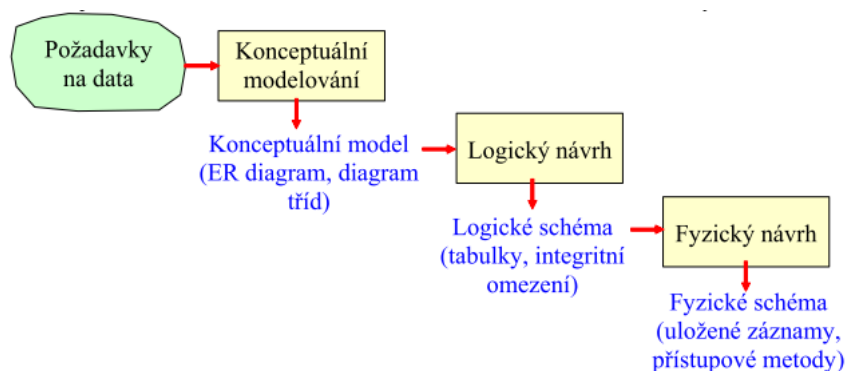 Požadavky
na data
Konceptuální
modelování
Konceptuální model
(ER diagram, diagram
tříd)
Logický návrh
Logické schéma
(tabulky, integritní
omezení)
Fyzický návrh
Fyzické schéma
(uložené záznamy,
přístupové metody)